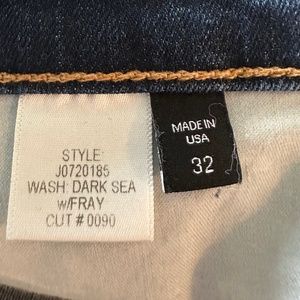 STYLE:
J0720185
WASH: DARK SEA
w/FRAY
CUT # 0090
MADE IN
USA
32